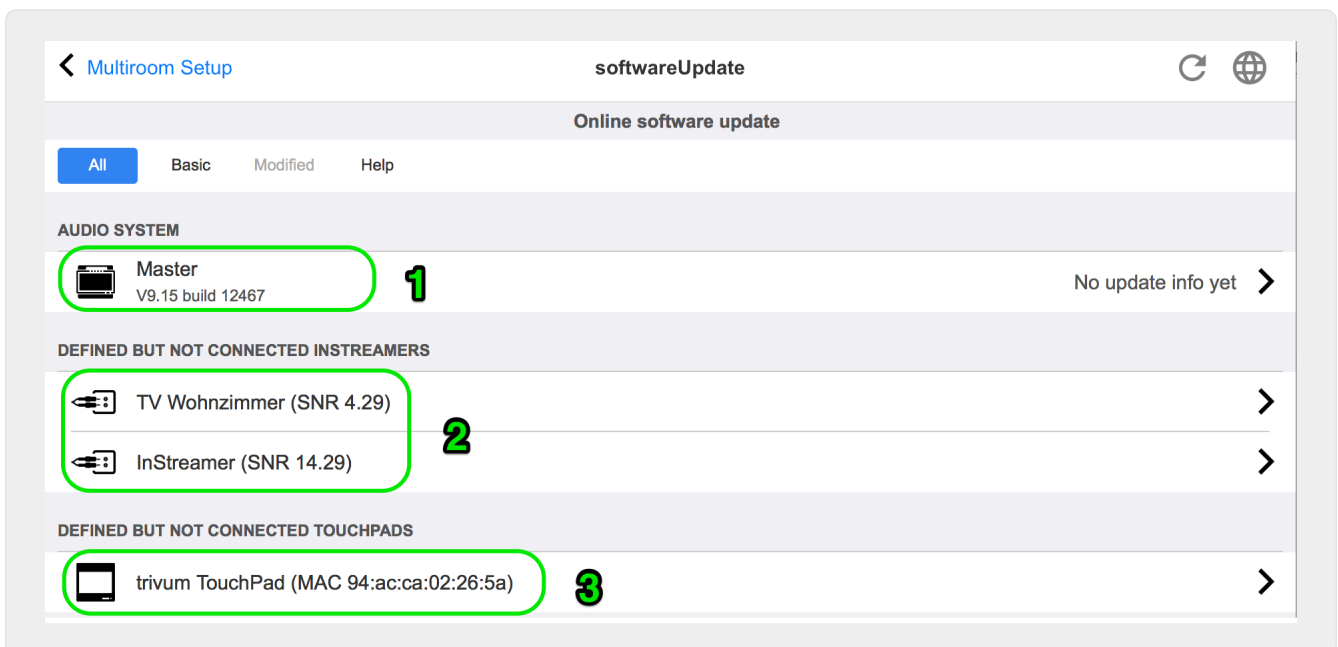 Multiroom Setup softwareUpdate
Online software update
All Basic Modified Help
AUDIO SYSTEM
Master
V9.15 build 12467
1
No update info yet
DEFINED BUT NOT CONNECTED INSTREAMERS
TV Wohnzimmer (SNR 4.29)
2
InStreamer (SNR 14.29)
DEFINED BUT NOT CONNECTED TOUCHPADS
trivum TouchPad (MAC 94:ac:ca:02:26:5a)
3